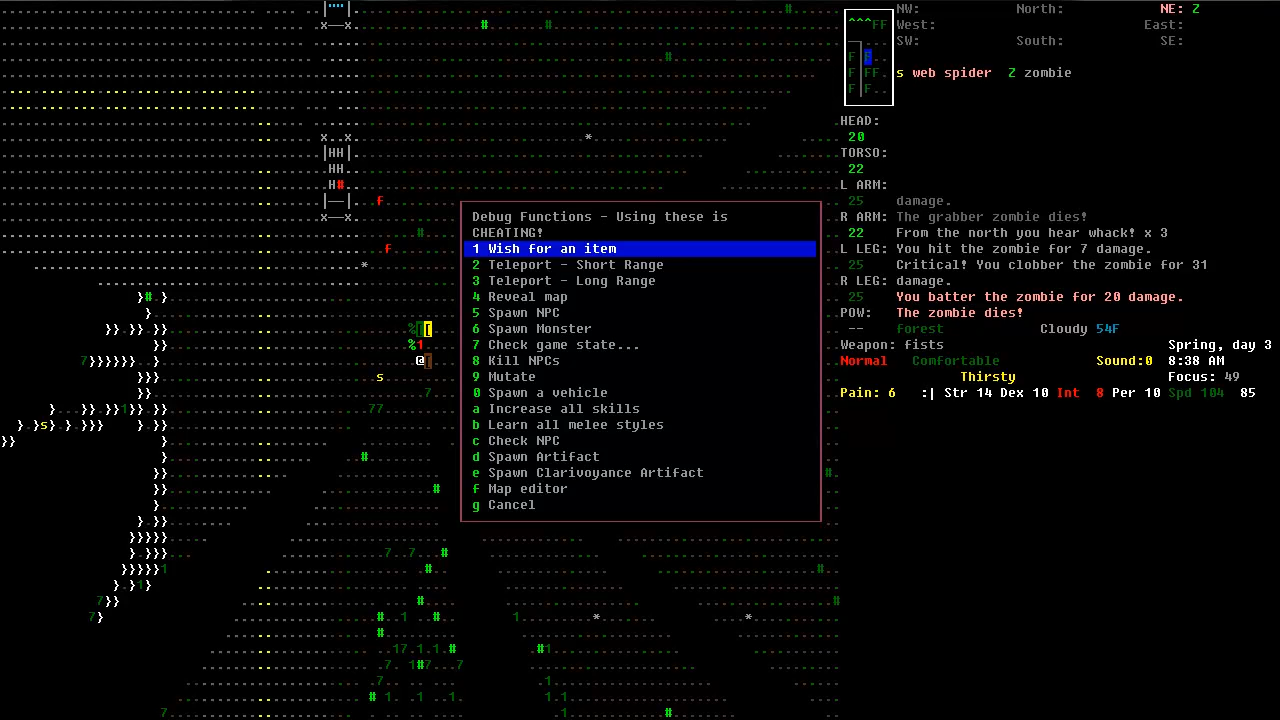 NW: North: NE: Z
West: East:
SW: South: SE:
s web spider Z zombie
HEAD:
20
TORSO:
22
L ARM:
25 damage.
R ARM: The grabber zombie dies!
22 From the north you hear whack! x 3
L LEG: You hit the zombie for 7 damage.
25 Critical! You clobber the zombie for 31
R LEG: damage.
25 You batter the zombie for 20 damage.
POW: The zombie dies!
-- forest Cloudy 54F
Weapon: fists Spring, day 3
Normal Comfortable Sound:0 8:38 AM
Thirsty Focus: 49
Pain: 6 :| Str 14 Dex 10 Int 8 Per 10 Spd 104 85
Debug Functions - Using these is
CHEATING!
1 Wish for an item
2 Teleport - Short Range
3 Teleport - Long Range
4 Reveal map
5 Spawn NPC
6 Spawn Monster
7 Check game state...
8 Kill NPCs
9 Mutate
0 Spawn a vehicle
a Increase all skills
b Learn all melee styles
c Check NPC
d Spawn Artifact
e Spawn Clarivoyance Artifact
f Map editor
g Cancel